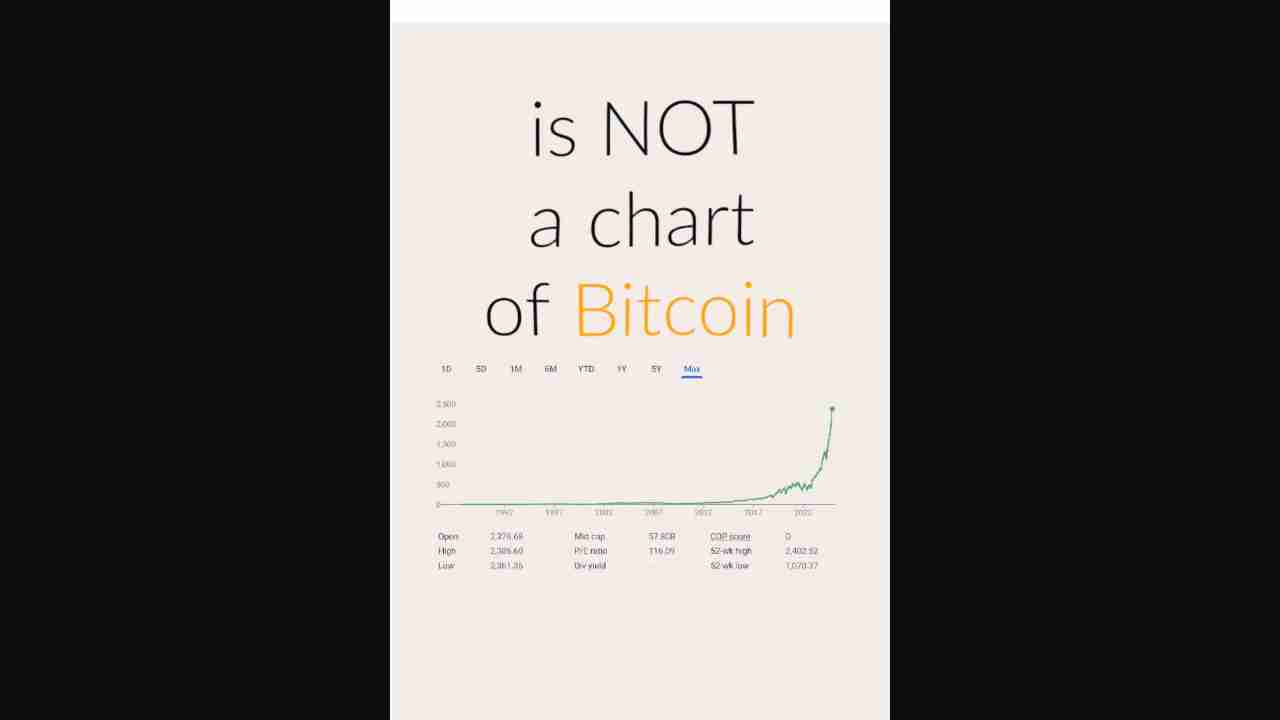 is NOT
a chart
of Bitcoin
1D 5D 1M 6M YTD 1Y 5Y Max
2,500
2,000
1,500
1,000
500
0
1992 1997 2002 2007 2012 2017 2022
Open 2,376.68 Mkt cap 57.80B CDP score D
High 2,386.60 P/E ratio 116.09 52-wk high 2,402.52
Low 2,361.36 Div yield - 52-wk low 1,070.37